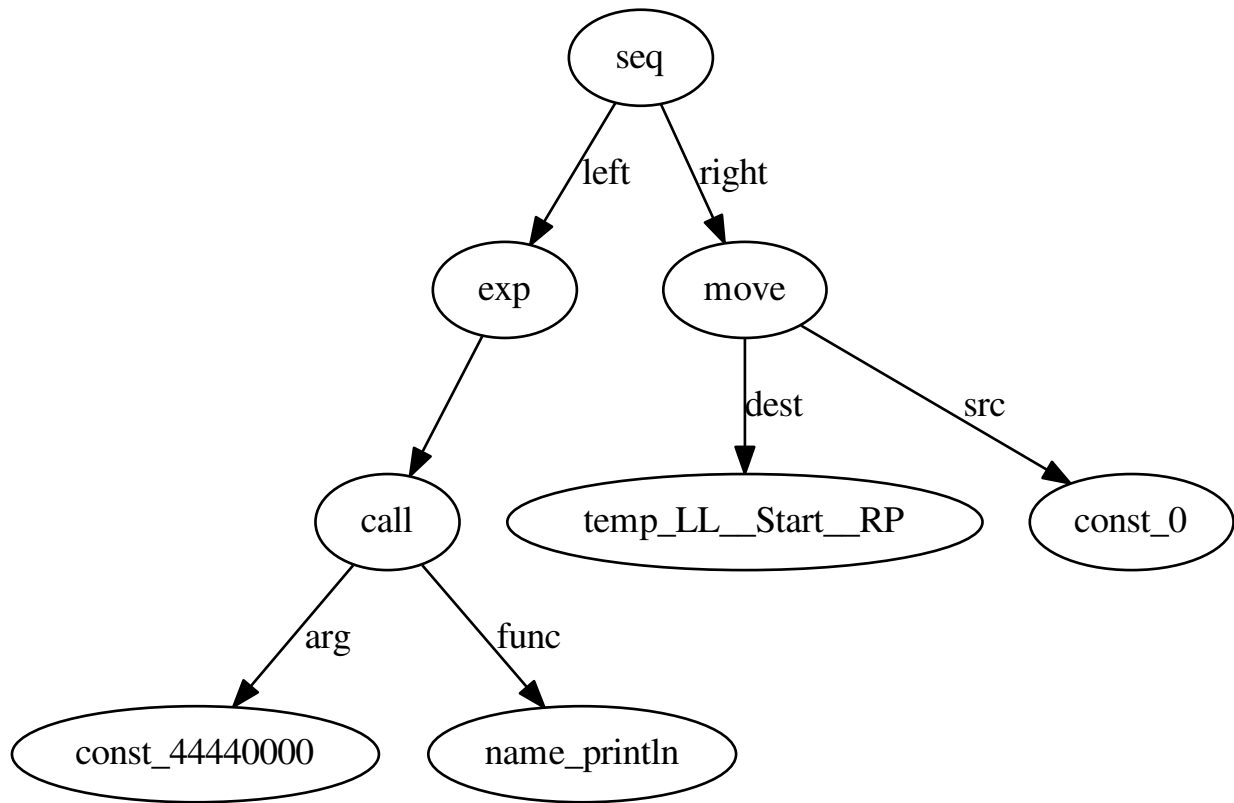 seq
left
right
exp
move
dest
src
call
temp_LL__Start__RP
const_0
arg
func
const_44440000
name_println